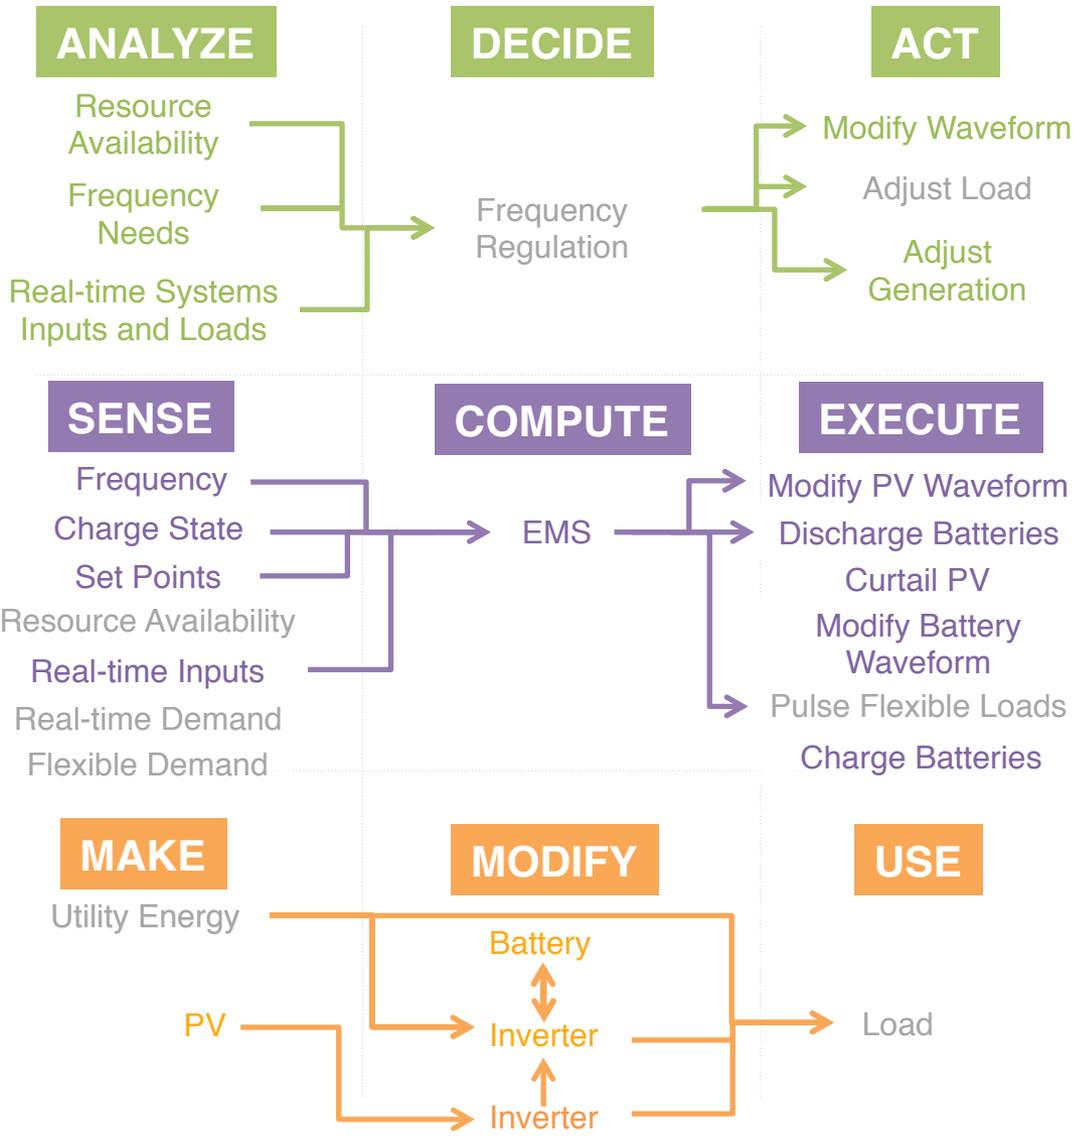 ANALYZE
DECIDE
ACT
Resource
Availability
Frequency
Needs
Real-time Systems
Inputs and Loads
Frequency
Regulation
Modify Waveform
Adjust Load
Adjust
Generation
SENSE
COMPUTE
EXECUTE
Frequency
Charge State
Set Points
Resource Availability
Real-time Inputs
Real-time Demand
Flexible Demand
EMS
Modify PV Waveform
Discharge Batteries
Curtail PV
Modify Battery
Waveform
Pulse Flexible Loads
Charge Batteries
MAKE
MODIFY
USE
Utility Energy
PV
Battery
Inverter
Inverter
Load